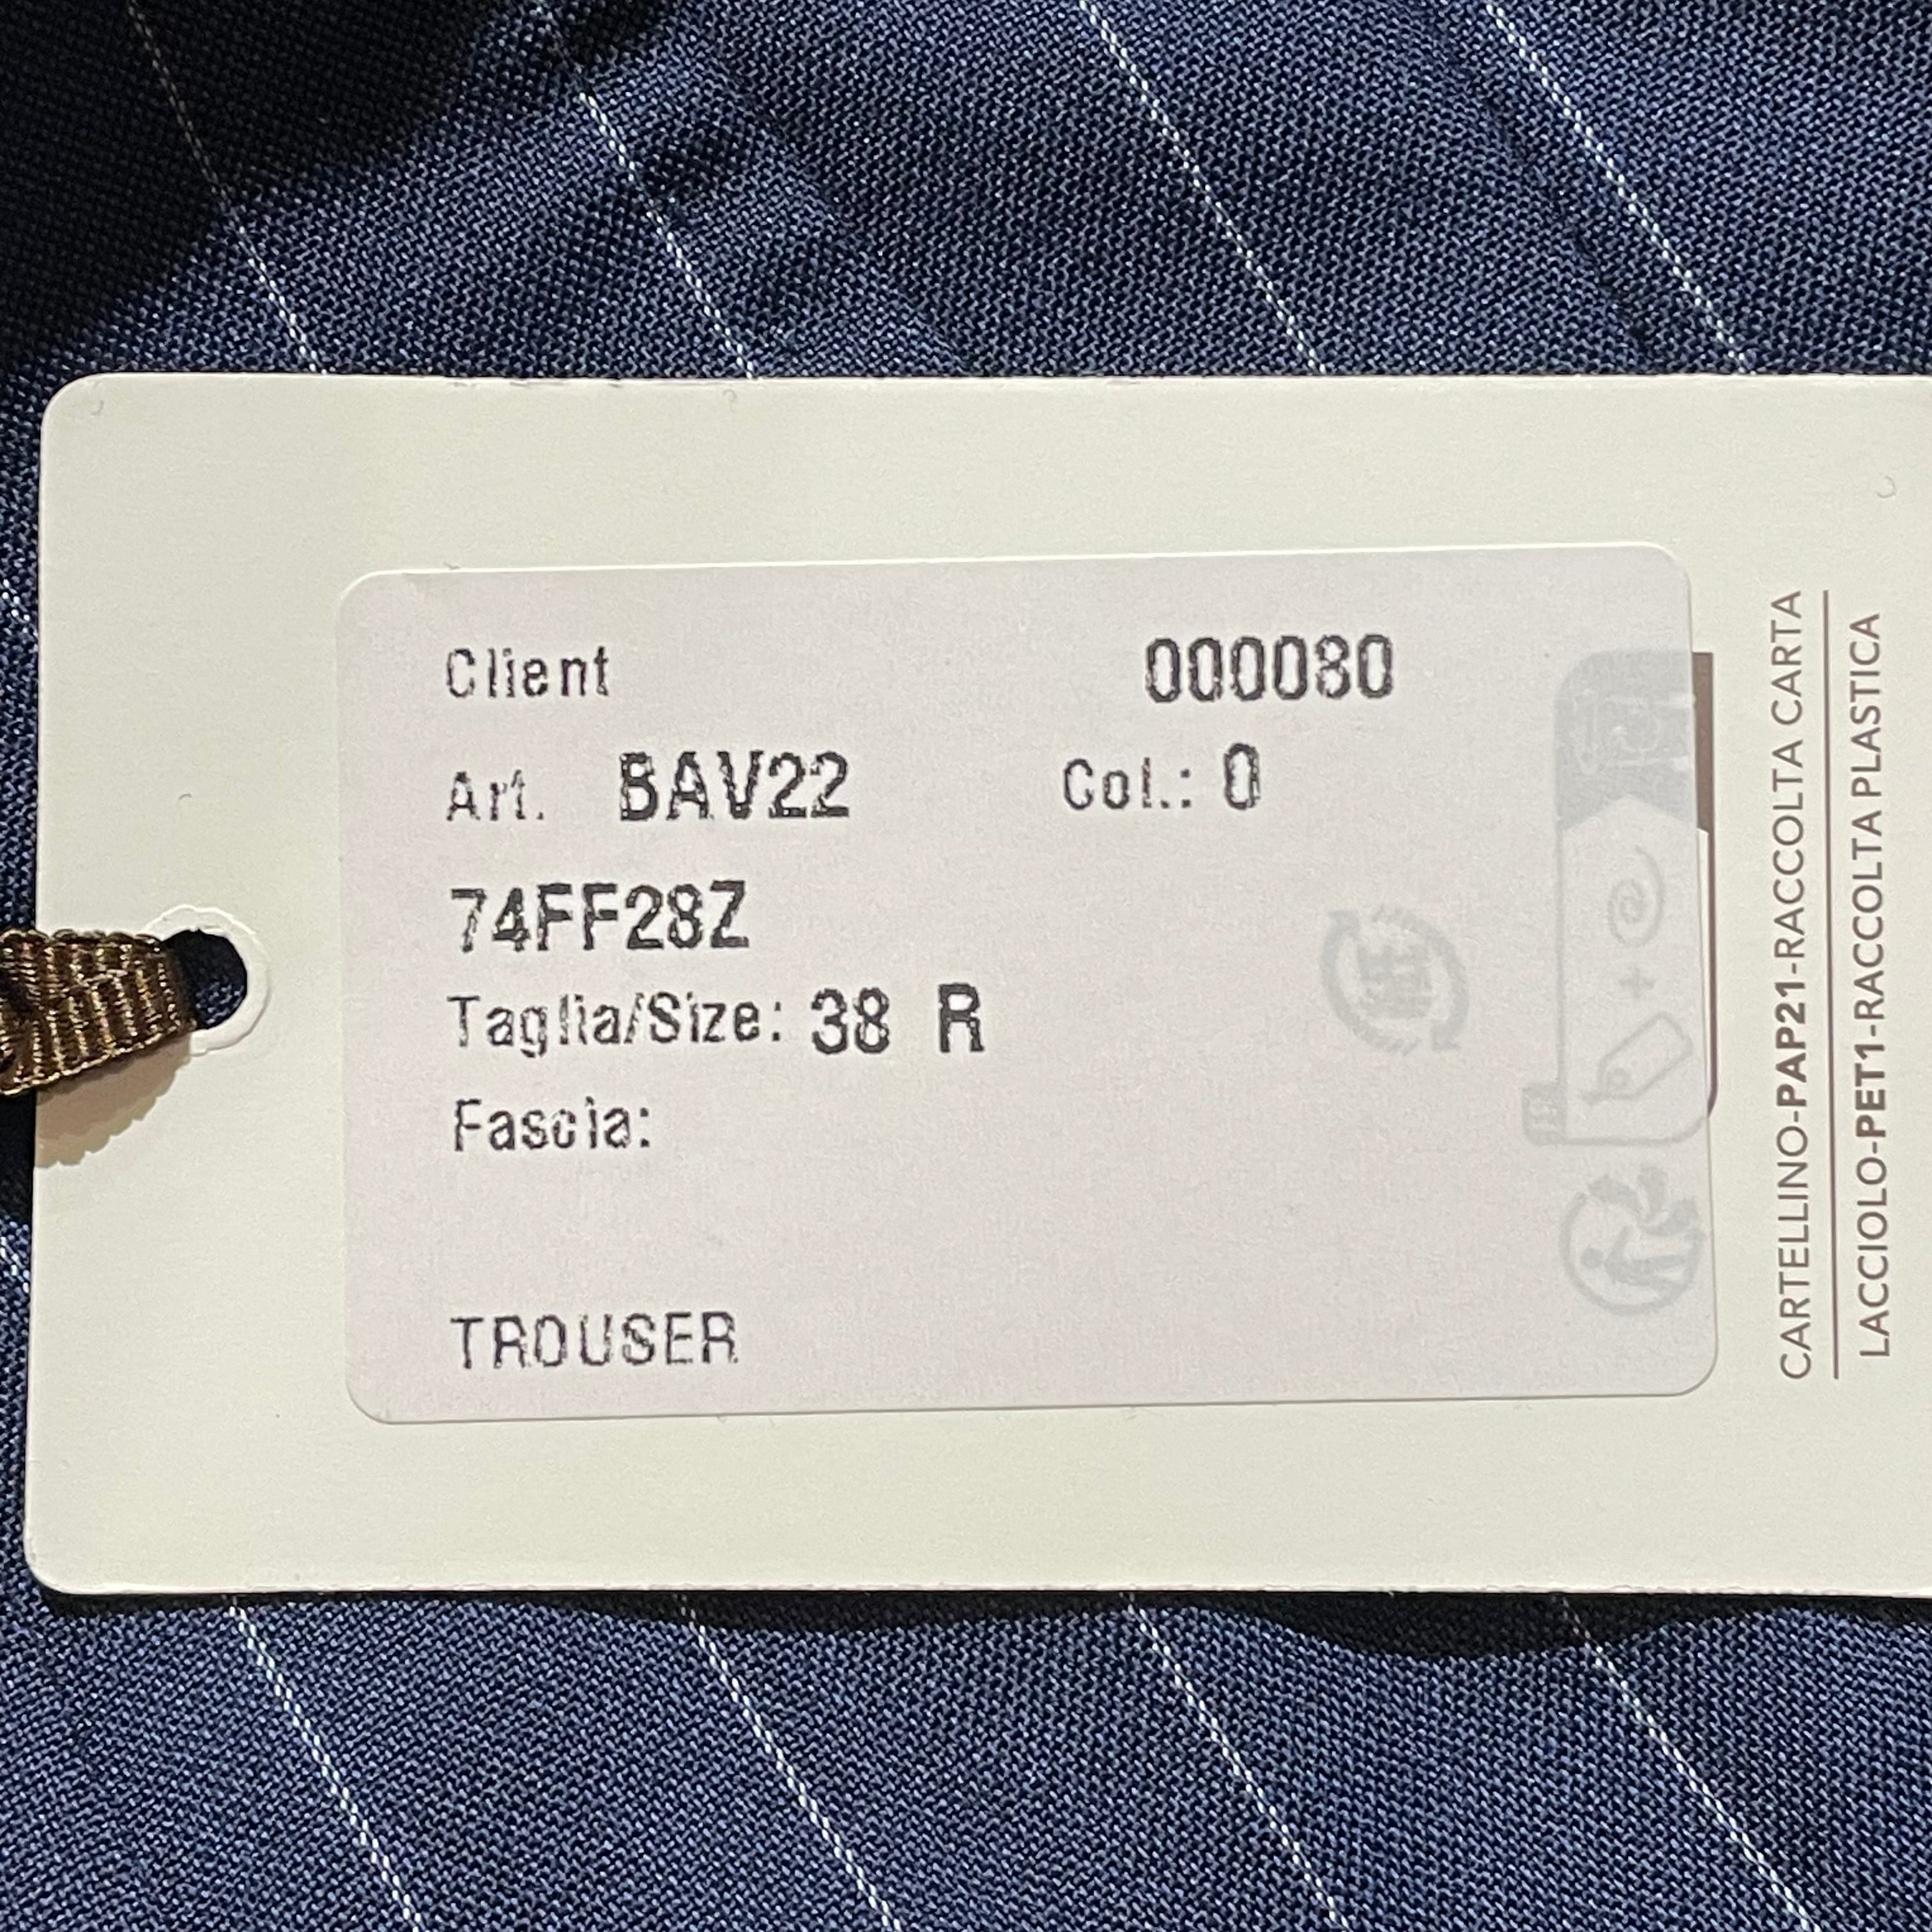 Client 000080
Art. BAV22 Col.: 0
74FF28Z
Taglia/Size: 38 R
Fascia:
TROUSER
CARTELLINO-PAP21-RACCOLTA CARTA
LACCIOLO-PET1-RACCOLTA PLASTICA